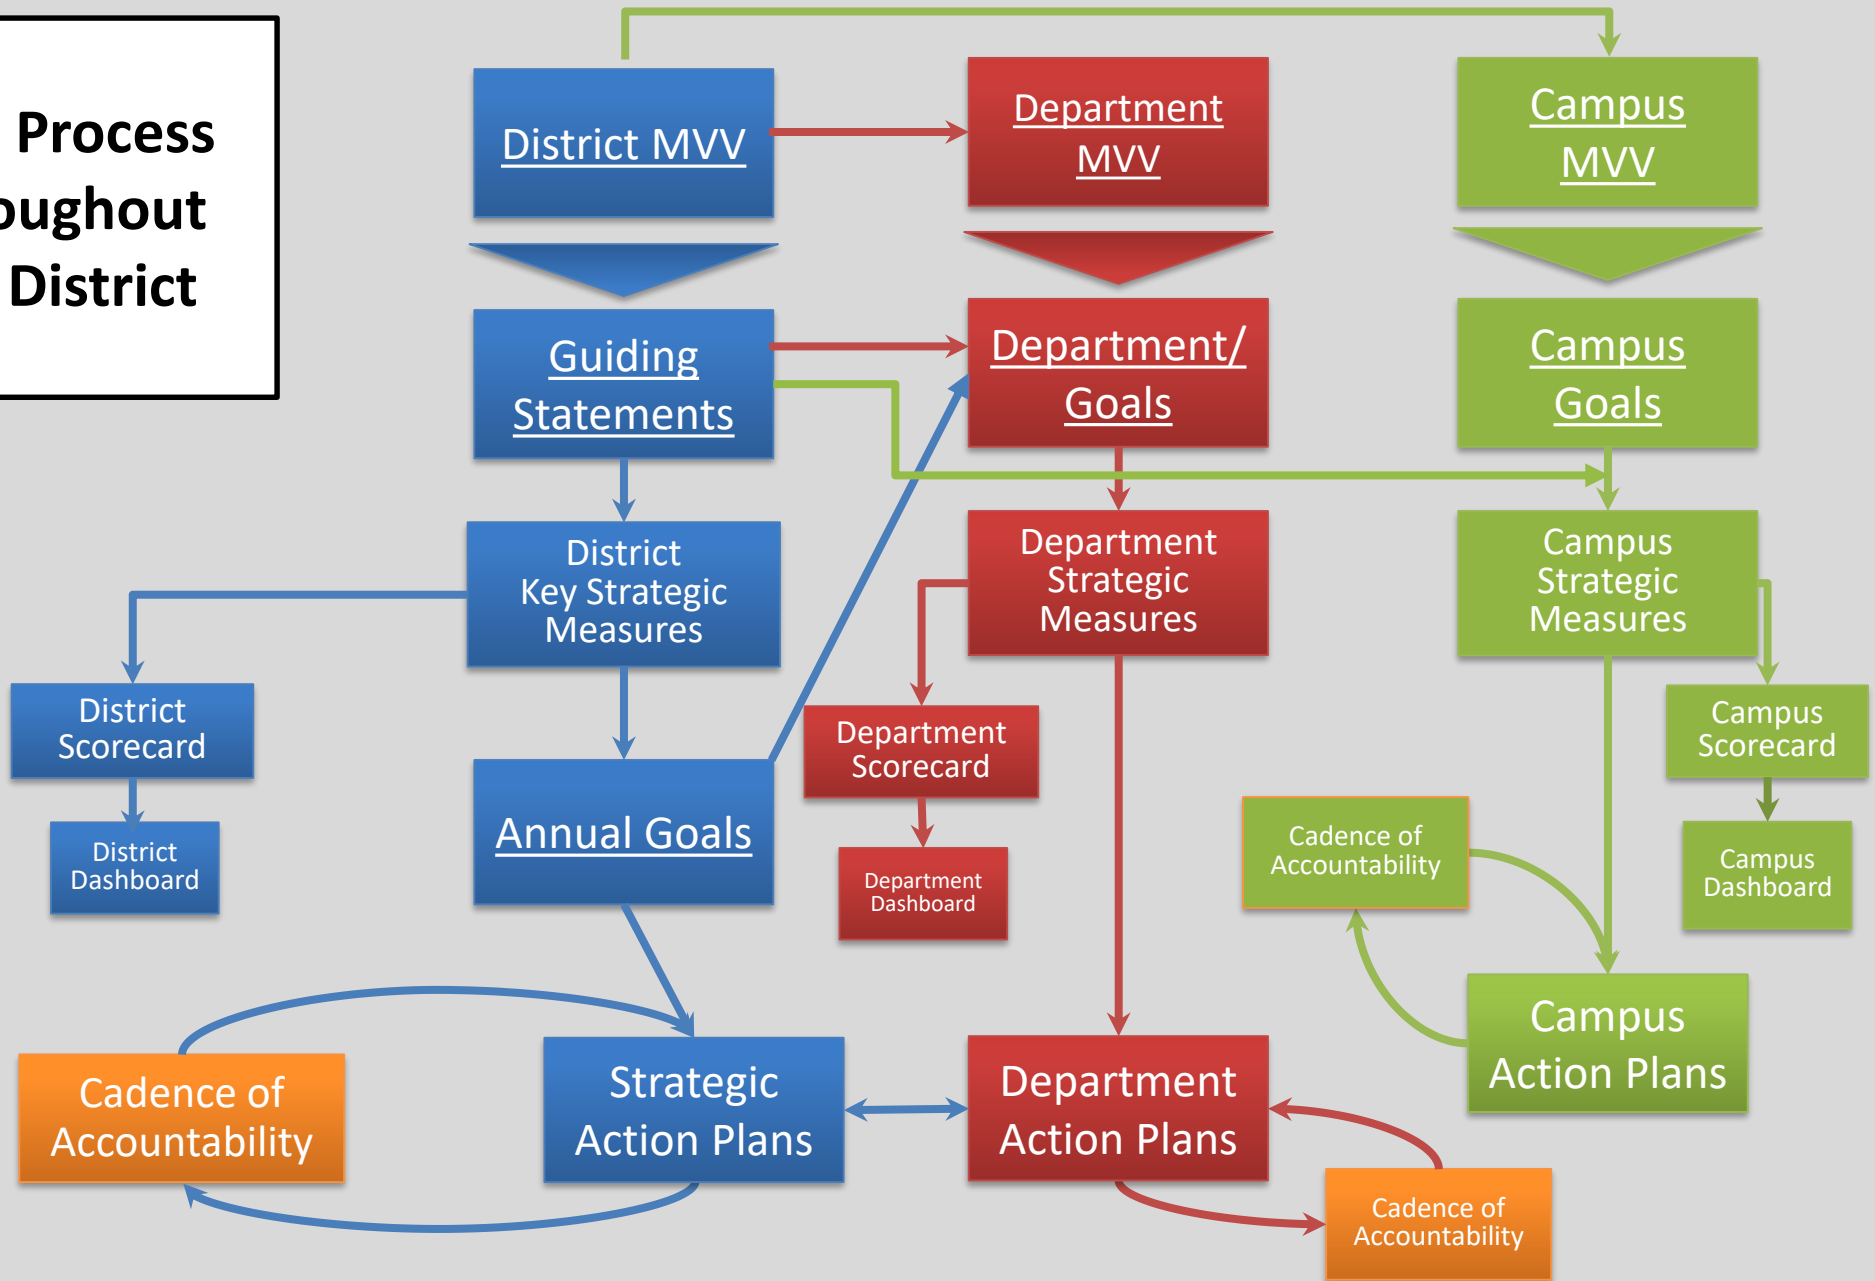 Process
oughout
District
District MVV
Department
MVV
Campus
MVV
Guiding
Statements
Department/
Goals
Campus
Goals
District
Key Strategic
Measures
Department
Strategic
Measures
Campus
Strategic
Measures
District
Scorecard
Department
Scorecard
Campus
Scorecard
District
Dashboard
Annual Goals
Department
Dashboard
Cadence of
Accountability
Campus
Dashboard
Cadence of
Accountability
Strategic
Action Plans
Department
Action Plans
Campus
Action Plans
Cadence of
Accountability